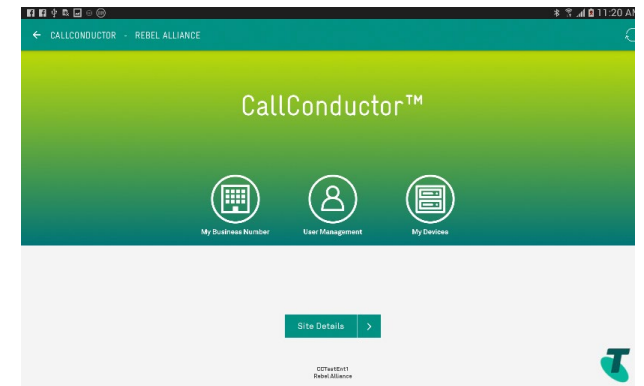 11:20 AM
CALLCONDUCTOR - REBEL ALLIANCE
CallConductor™
My Business Number
User Management
My Devices
Site Details
CCTestEnt1
Rebel Alliance